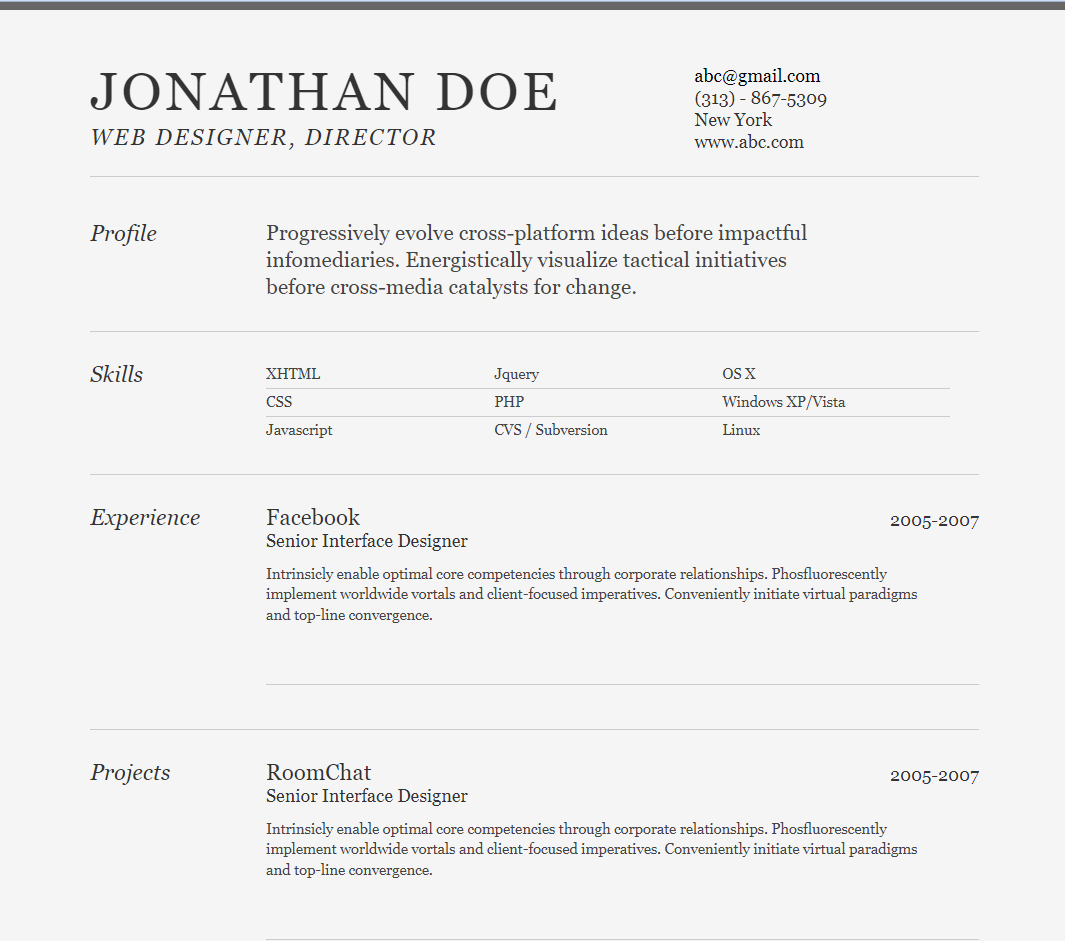 JONATHAN DOE
WEB DESIGNER, DIRECTOR
abc@gmail.com
(313) - 867-5309
New York
www.abc.com
Profile
Progressively evolve cross-platform ideas before impactful
infomediaries. Energistically visualize tactical initiatives
before cross-media catalysts for change.
Skills
XHTML Jquery OS X
CSS PHP Windows XP/Vista
Javascript CVS / Subversion Linux
Experience
Facebook 2005-2007
Senior Interface Designer
Intrinsicly enable optimal core competencies through corporate relationships. Phosfluorescently
implement worldwide vortals and client-focused imperatives. Conveniently initiate virtual paradigms
and top-line convergence.
Projects
RoomChat 2005-2007
Senior Interface Designer
Intrinsicly enable optimal core competencies through corporate relationships. Phosfluorescently
implement worldwide vortals and client-focused imperatives. Conveniently initiate virtual paradigms
and top-line convergence.